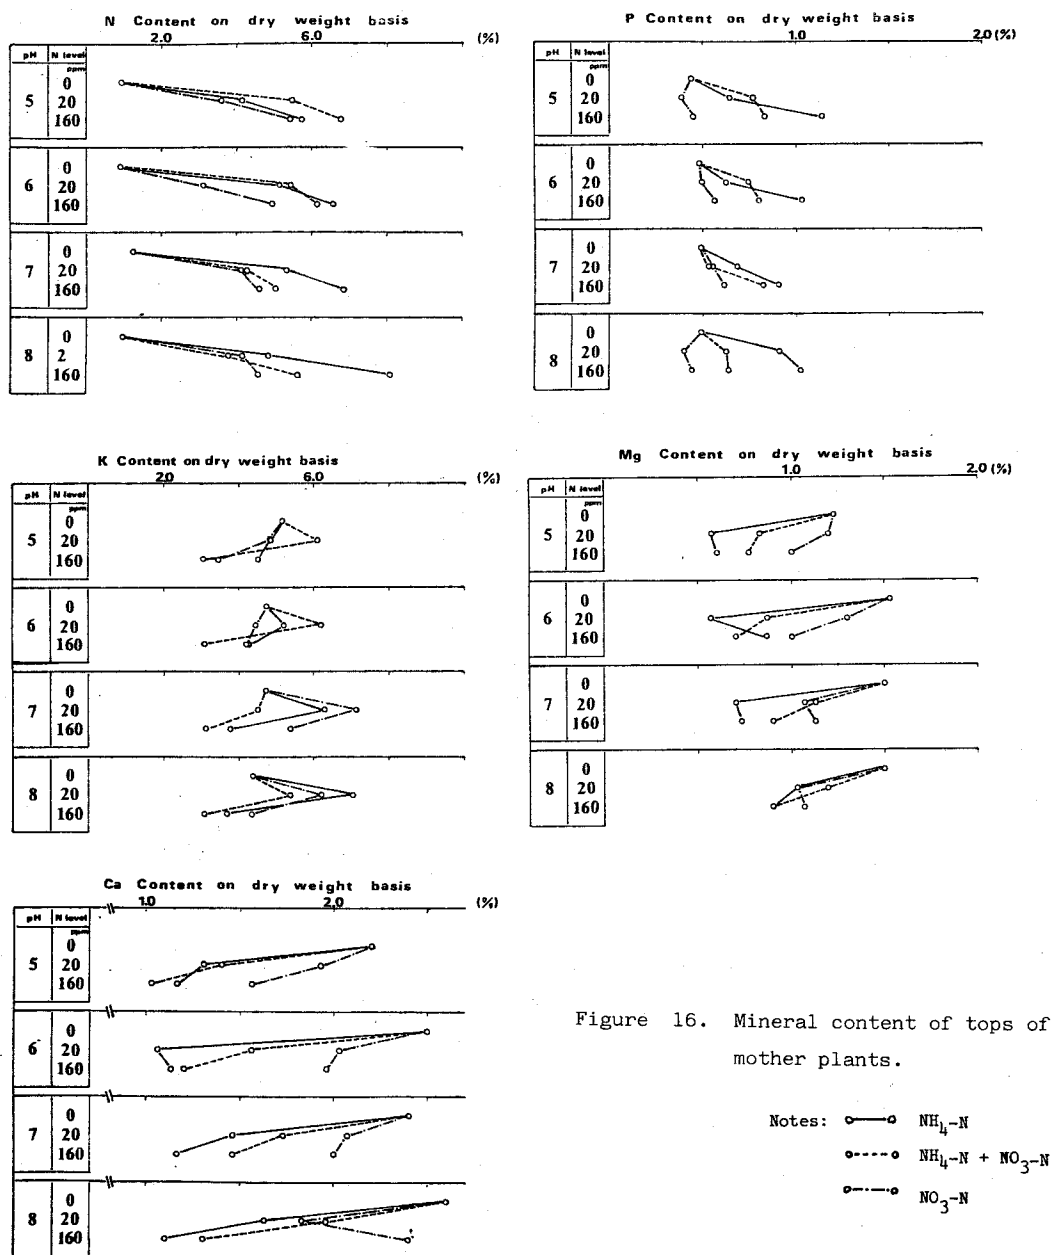 N Content on dry weight basis
2.0 6.0 (%)
pH N level
ppm
0
5 20
160
0
6 20
160
0
7 20
160
0
8 2
160
P Content on dry weight basis
1.0 2.0 (%)
pH N level
ppm
0
5 20
160
0
6 20
160
0
7 20
160
0
8 20
160
K Content on dry weight basis
2.0 6.0 (%)
pH N level
ppm
0
5 20
160
0
6 20
160
0
7 20
160
0
8 20
160
Mg Content on dry weight basis
1.0 2.0 (%)
pH N level
ppm
0
5 20
160
0
6 20
160
0
7 20
160
0
8 20
160
Ca Content on dry weight basis
1.0 2.0 (%)
pH N level
ppm
0
5 20
160
0
6 20
160
0
7 20
160
0
8 20
160
Figure 16. Mineral content of tops of
mother plants.
Notes: NH4-N
NH4-N + NO3-N
NO3-N